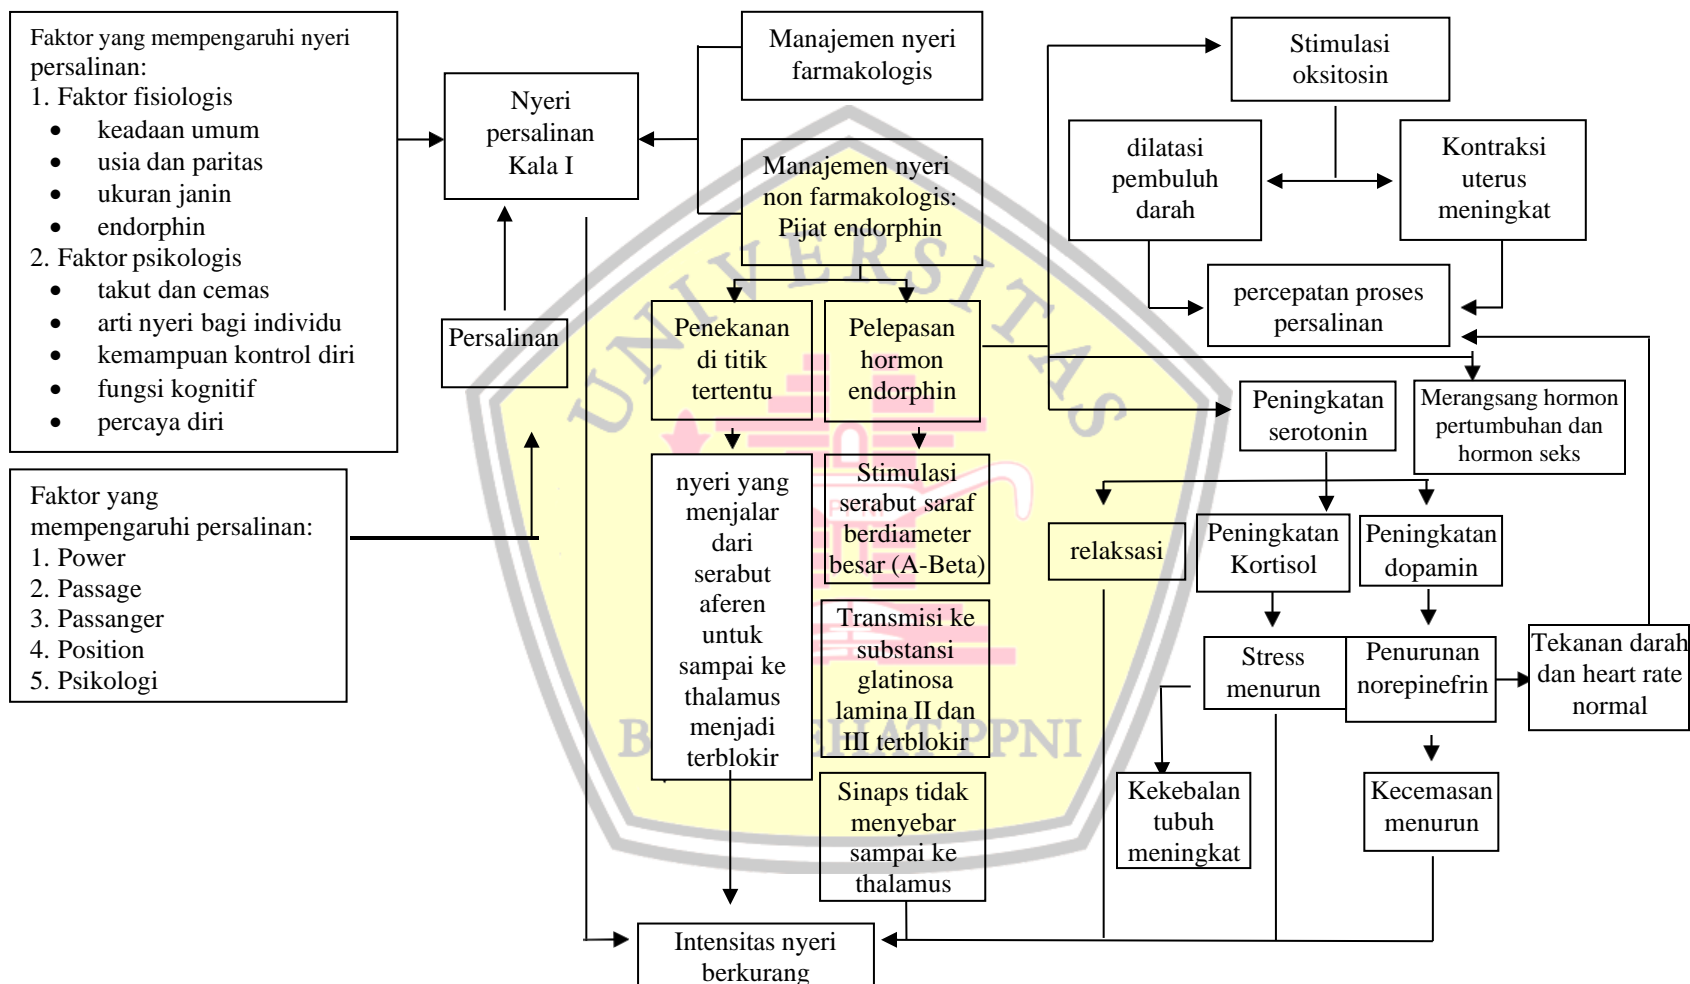 Faktor yang mempengaruhi nyeri
persalinan:
1. Faktor fisiologis
• keadaan umum
• usia dan paritas
• ukuran janin
• endorphin
2. Faktor psikologis
• takut dan cemas
• arti nyeri bagi individu
• kemampuan kontrol diri
• fungsi kognitif
• percaya diri
Faktor yang
mempengaruhi persalinan:
1. Power
2. Passage
3. Passanger
4. Position
5. Psikologi
Nyeri
persalinan
Kala I
Persalinan
Manajemen nyeri
farmakologis
Manajemen nyeri
non farmakologis:
Pijat endorphin
Penekanan
di titik
tertentu
Pelepasan
hormon
endorphin
nyeri yang
menjalar
dari
serabut
aferen
untuk
sampai ke
thalamus
menjadi
terblokir
Stimulasi
serabut saraf
berdiameter
besar (A-Beta)
Transmisi ke
substansi
glatinosa
lamina II dan
III terblokir
Sinaps tidak
menyebar
sampai ke
thalamus
Intensitas nyeri
berkurang
Stimulasi
oksitosin
dilatasi
pembuluh
darah
Kontraksi
uterus
meningkat
percepatan proses
persalinan
Peningkatan
serotonin
Merangsang hormon
pertumbuhan dan
hormon seks
relaksasi
Peningkatan
Kortisol
Peningkatan
dopamin
Stress
menurun
Penurunan
norepinefrin
Tekanan darah
dan heart rate
normal
Kekebalan
tubuh
meningkat
Kecemasan
menurun
UNIVERSITAS
PPNI
PPNI